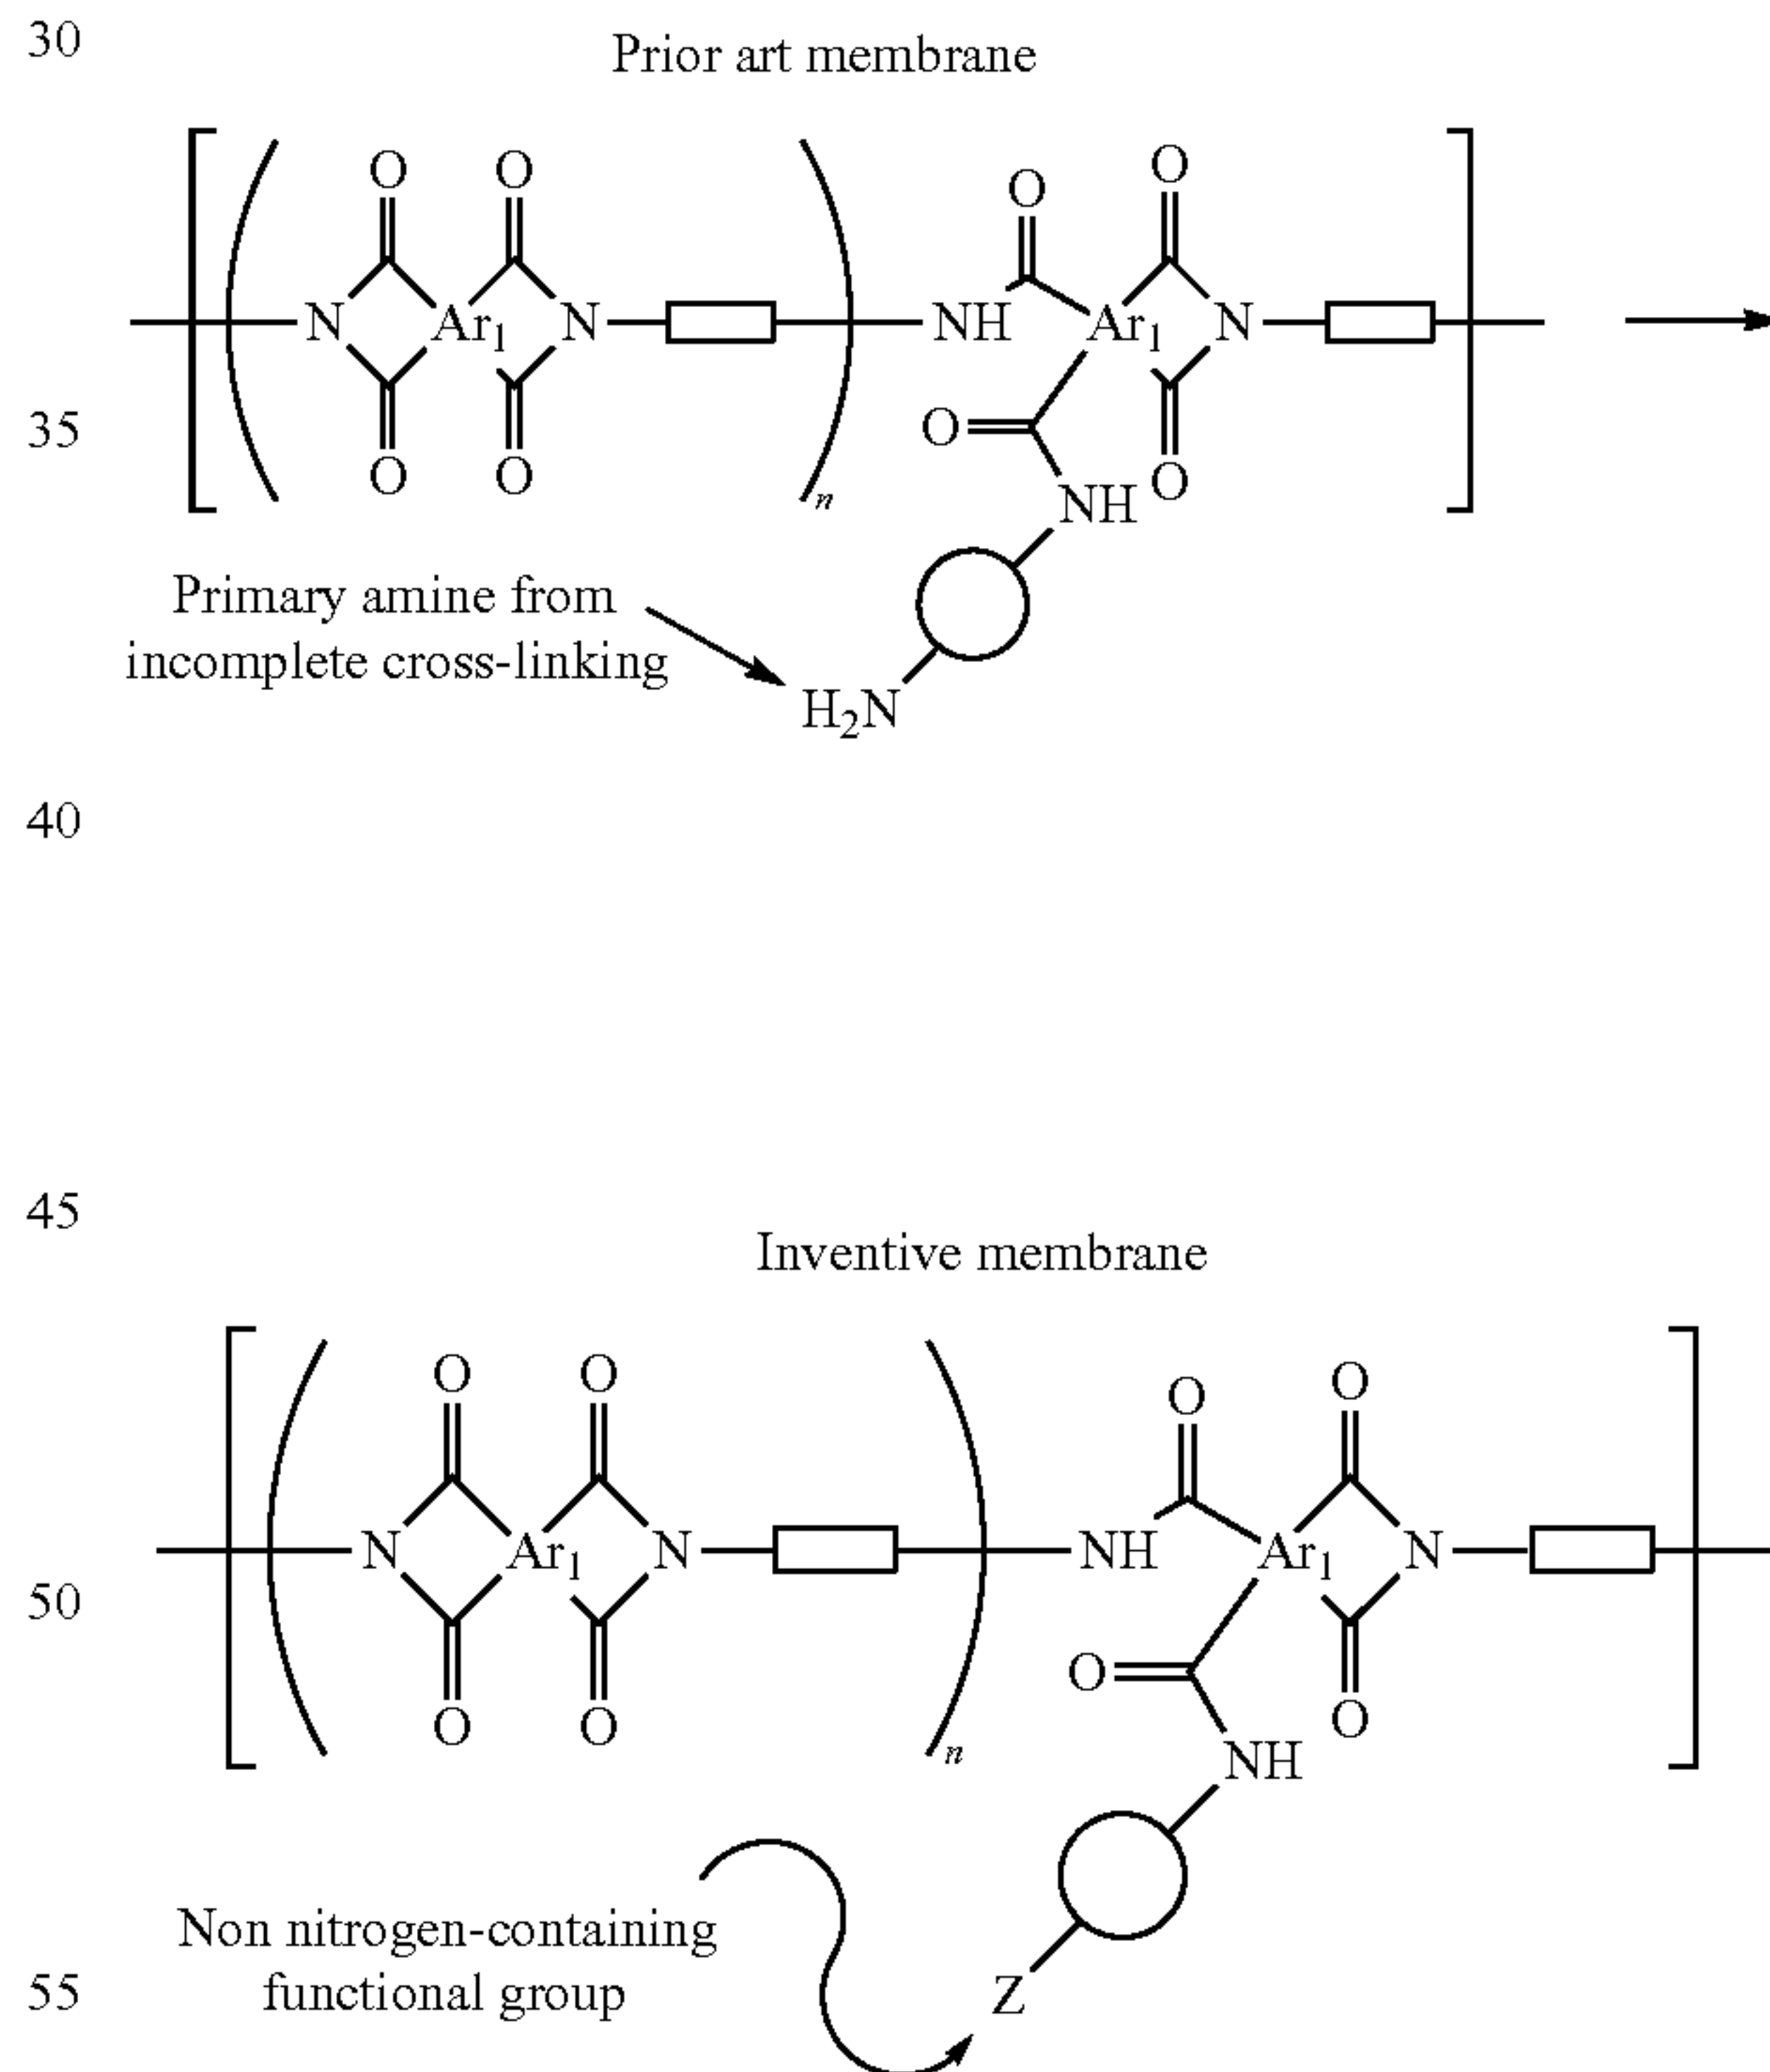 30
Prior art membrane
O O O O
N Ar1 N NH Ar1 N
35
O
O O n NH O
Primary amine from
incomplete cross-linking
H2N
40
45
Inventive membrane
O O O O
N Ar1 N NH Ar1 N
50
O
O O n NH O
Non nitrogen-containing
functional group
55
Z